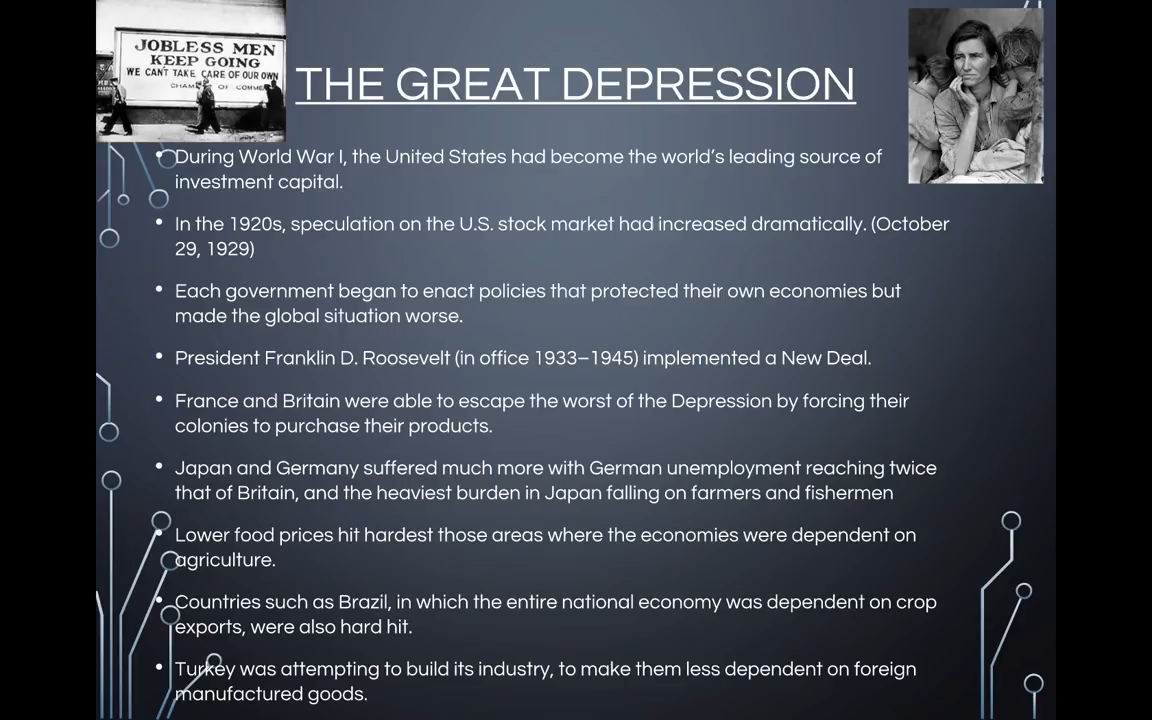 JOBLESS MEN
KEEP GOING
WE CAN'T TAKE CARE OF OUR OWN
CHAMBER OF COMMERCE
THE GREAT DEPRESSION
• During World War I, the United States had become the world's leading source of
investment capital.
• In the 1920s, speculation on the U.S. stock market had increased dramatically. (October
29, 1929)
• Each government began to enact policies that protected their own economies but
made the global situation worse.
• President Franklin D. Roosevelt (in office 1933–1945) implemented a New Deal.
• France and Britain were able to escape the worst of the Depression by forcing their
colonies to purchase their products.
• Japan and Germany suffered much more with German unemployment reaching twice
that of Britain, and the heaviest burden in Japan falling on farmers and fishermen
• Lower food prices hit hardest those areas where the economies were dependent on
agriculture.
• Countries such as Brazil, in which the entire national economy was dependent on crop
exports, were also hard hit.
• Turkey was attempting to build its industry, to make them less dependent on foreign
manufactured goods.